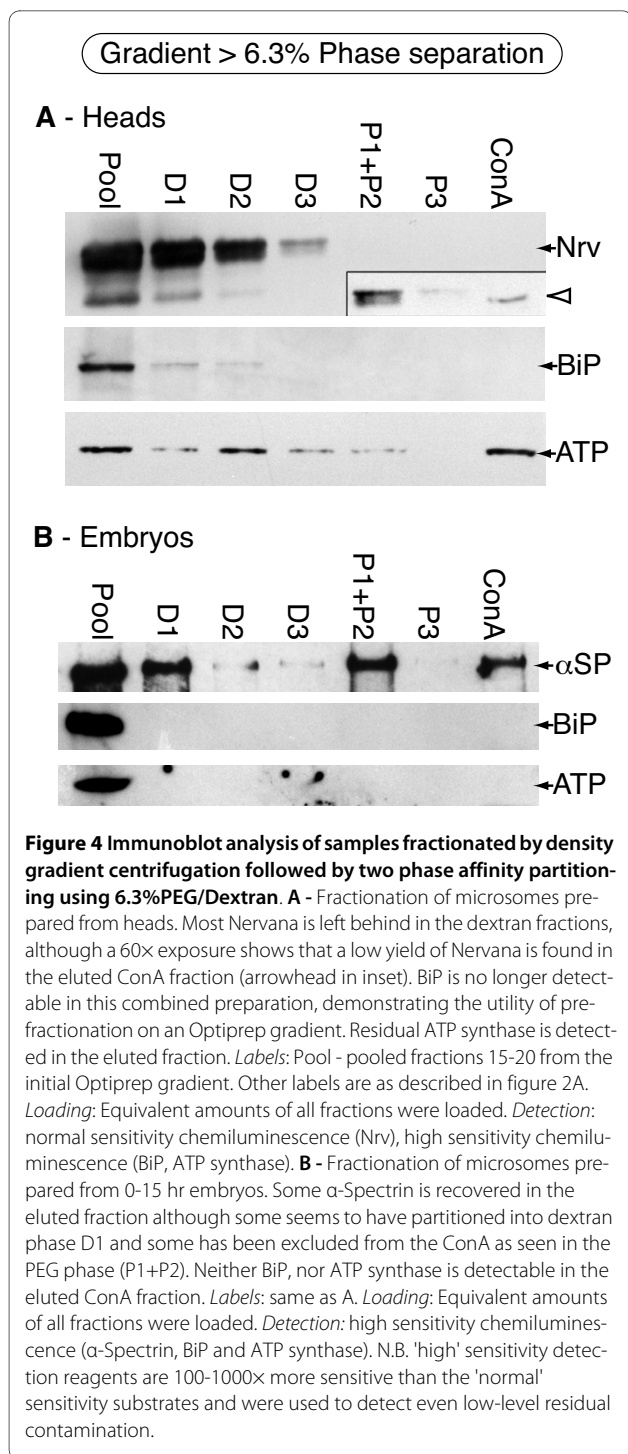 Gradient > 6.3% Phase separation
A - Heads
Pool D1 D2 D3 P1+P2 P3 ConA
Nrv
BiP
ATP
B - Embryos
Pool D1 D2 D3 P1+P2 P3 ConA
αSP
BiP
ATP
Figure 4 Immunoblot analysis of samples fractionated by density
gradient centrifugation followed by two phase affinity partition-
ing using 6.3%PEG/Dextran. A - Fractionation of microsomes pre-
pared from heads. Most Nervana is left behind in the dextran fractions,
although a 60× exposure shows that a low yield of Nervana is found in
the eluted ConA fraction (arrowhead in inset). BiP is no longer detect-
able in this combined preparation, demonstrating the utility of pre-
fractionation on an Optiprep gradient. Residual ATP synthase is detect-
ed in the eluted fraction. Labels: Pool - pooled fractions 15-20 from the
initial Optiprep gradient. Other labels are as described in figure 2A.
Loading: Equivalent amounts of all fractions were loaded. Detection:
normal sensitivity chemiluminescence (Nrv), high sensitivity chemilu-
minescence (BiP, ATP synthase). B - Fractionation of microsomes pre-
pared from 0-15 hr embryos. Some α-Spectrin is recovered in the
eluted fraction although some seems to have partitioned into dextran
phase D1 and some has been excluded from the ConA as seen in the
PEG phase (P1+P2). Neither BiP, nor ATP synthase is detectable in the
eluted ConA fraction. Labels: same as A. Loading: Equivalent amounts
of all fractions were loaded. Detection: high sensitivity chemilumines-
cence (α-Spectrin, BiP and ATP synthase). N.B. 'high' sensitivity detec-
tion reagents are 100-1000× more sensitive than the 'normal'
sensitivity substrates and were used to detect even low-level residual
contamination.